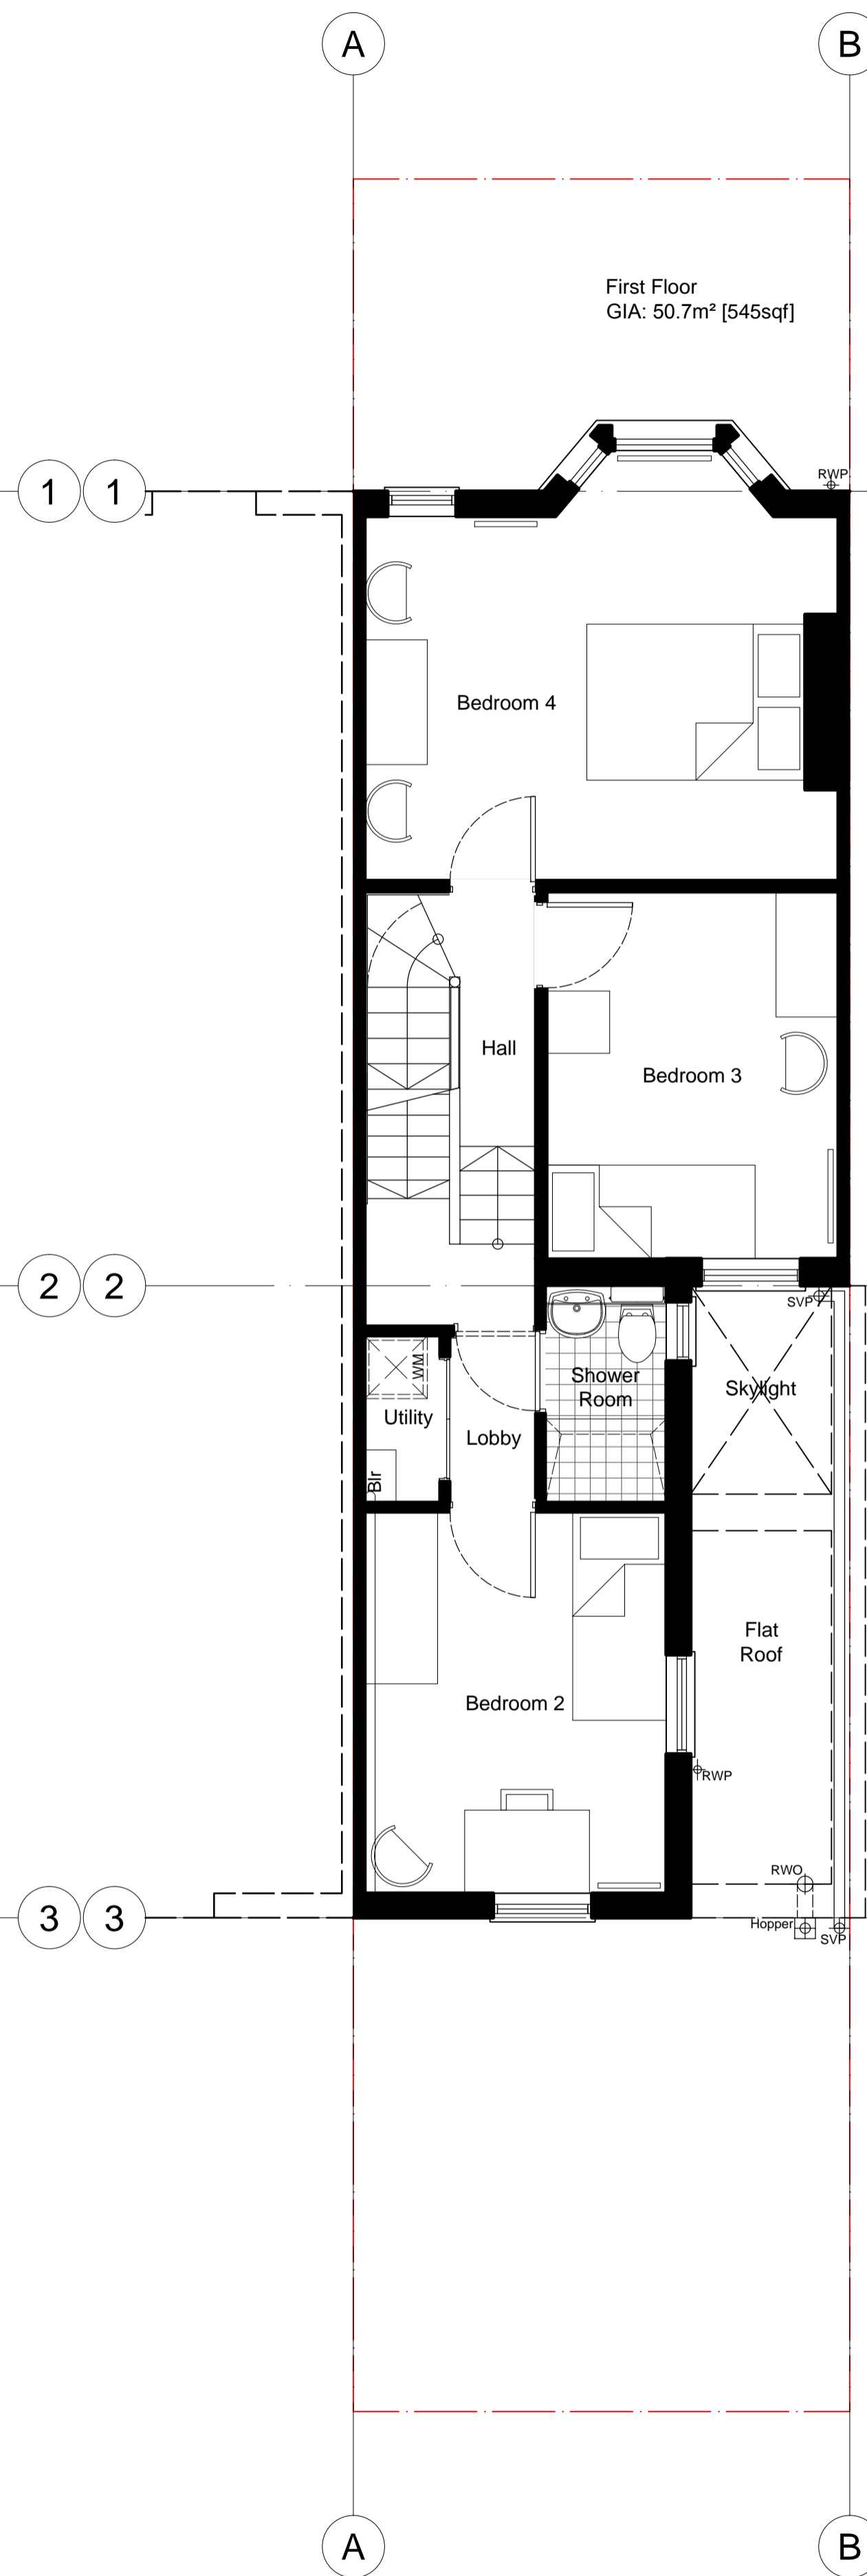 A
B
First Floor
GIA: 50.7m² [545sqf]
1
1
RWP
Bedroom 4
Hall
Bedroom 3
2
2
SVP
WM
Shower
Room
Skylight
Utility
Lobby
Blr
Flat
Roof
Bedroom 2
RWP
RWO
3
3
Hopper
SVP
A
B